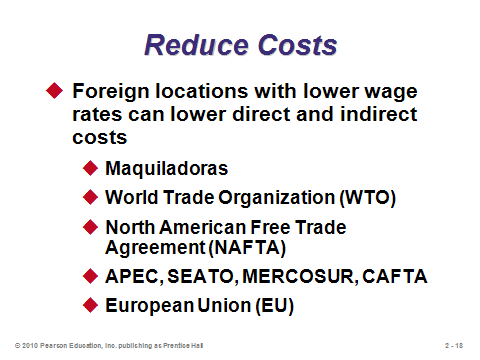 Reduce Costs
Foreign locations with lower wage
rates can lower direct and indirect
costs
Maquiladoras
World Trade Organization (WTO)
North American Free Trade
Agreement (NAFTA)
APEC, SEATO, MERCOSUR, CAFTA
European Union (EU)
© 2010 Pearson Education, Inc. publishing as Prentice Hall
2 - 18